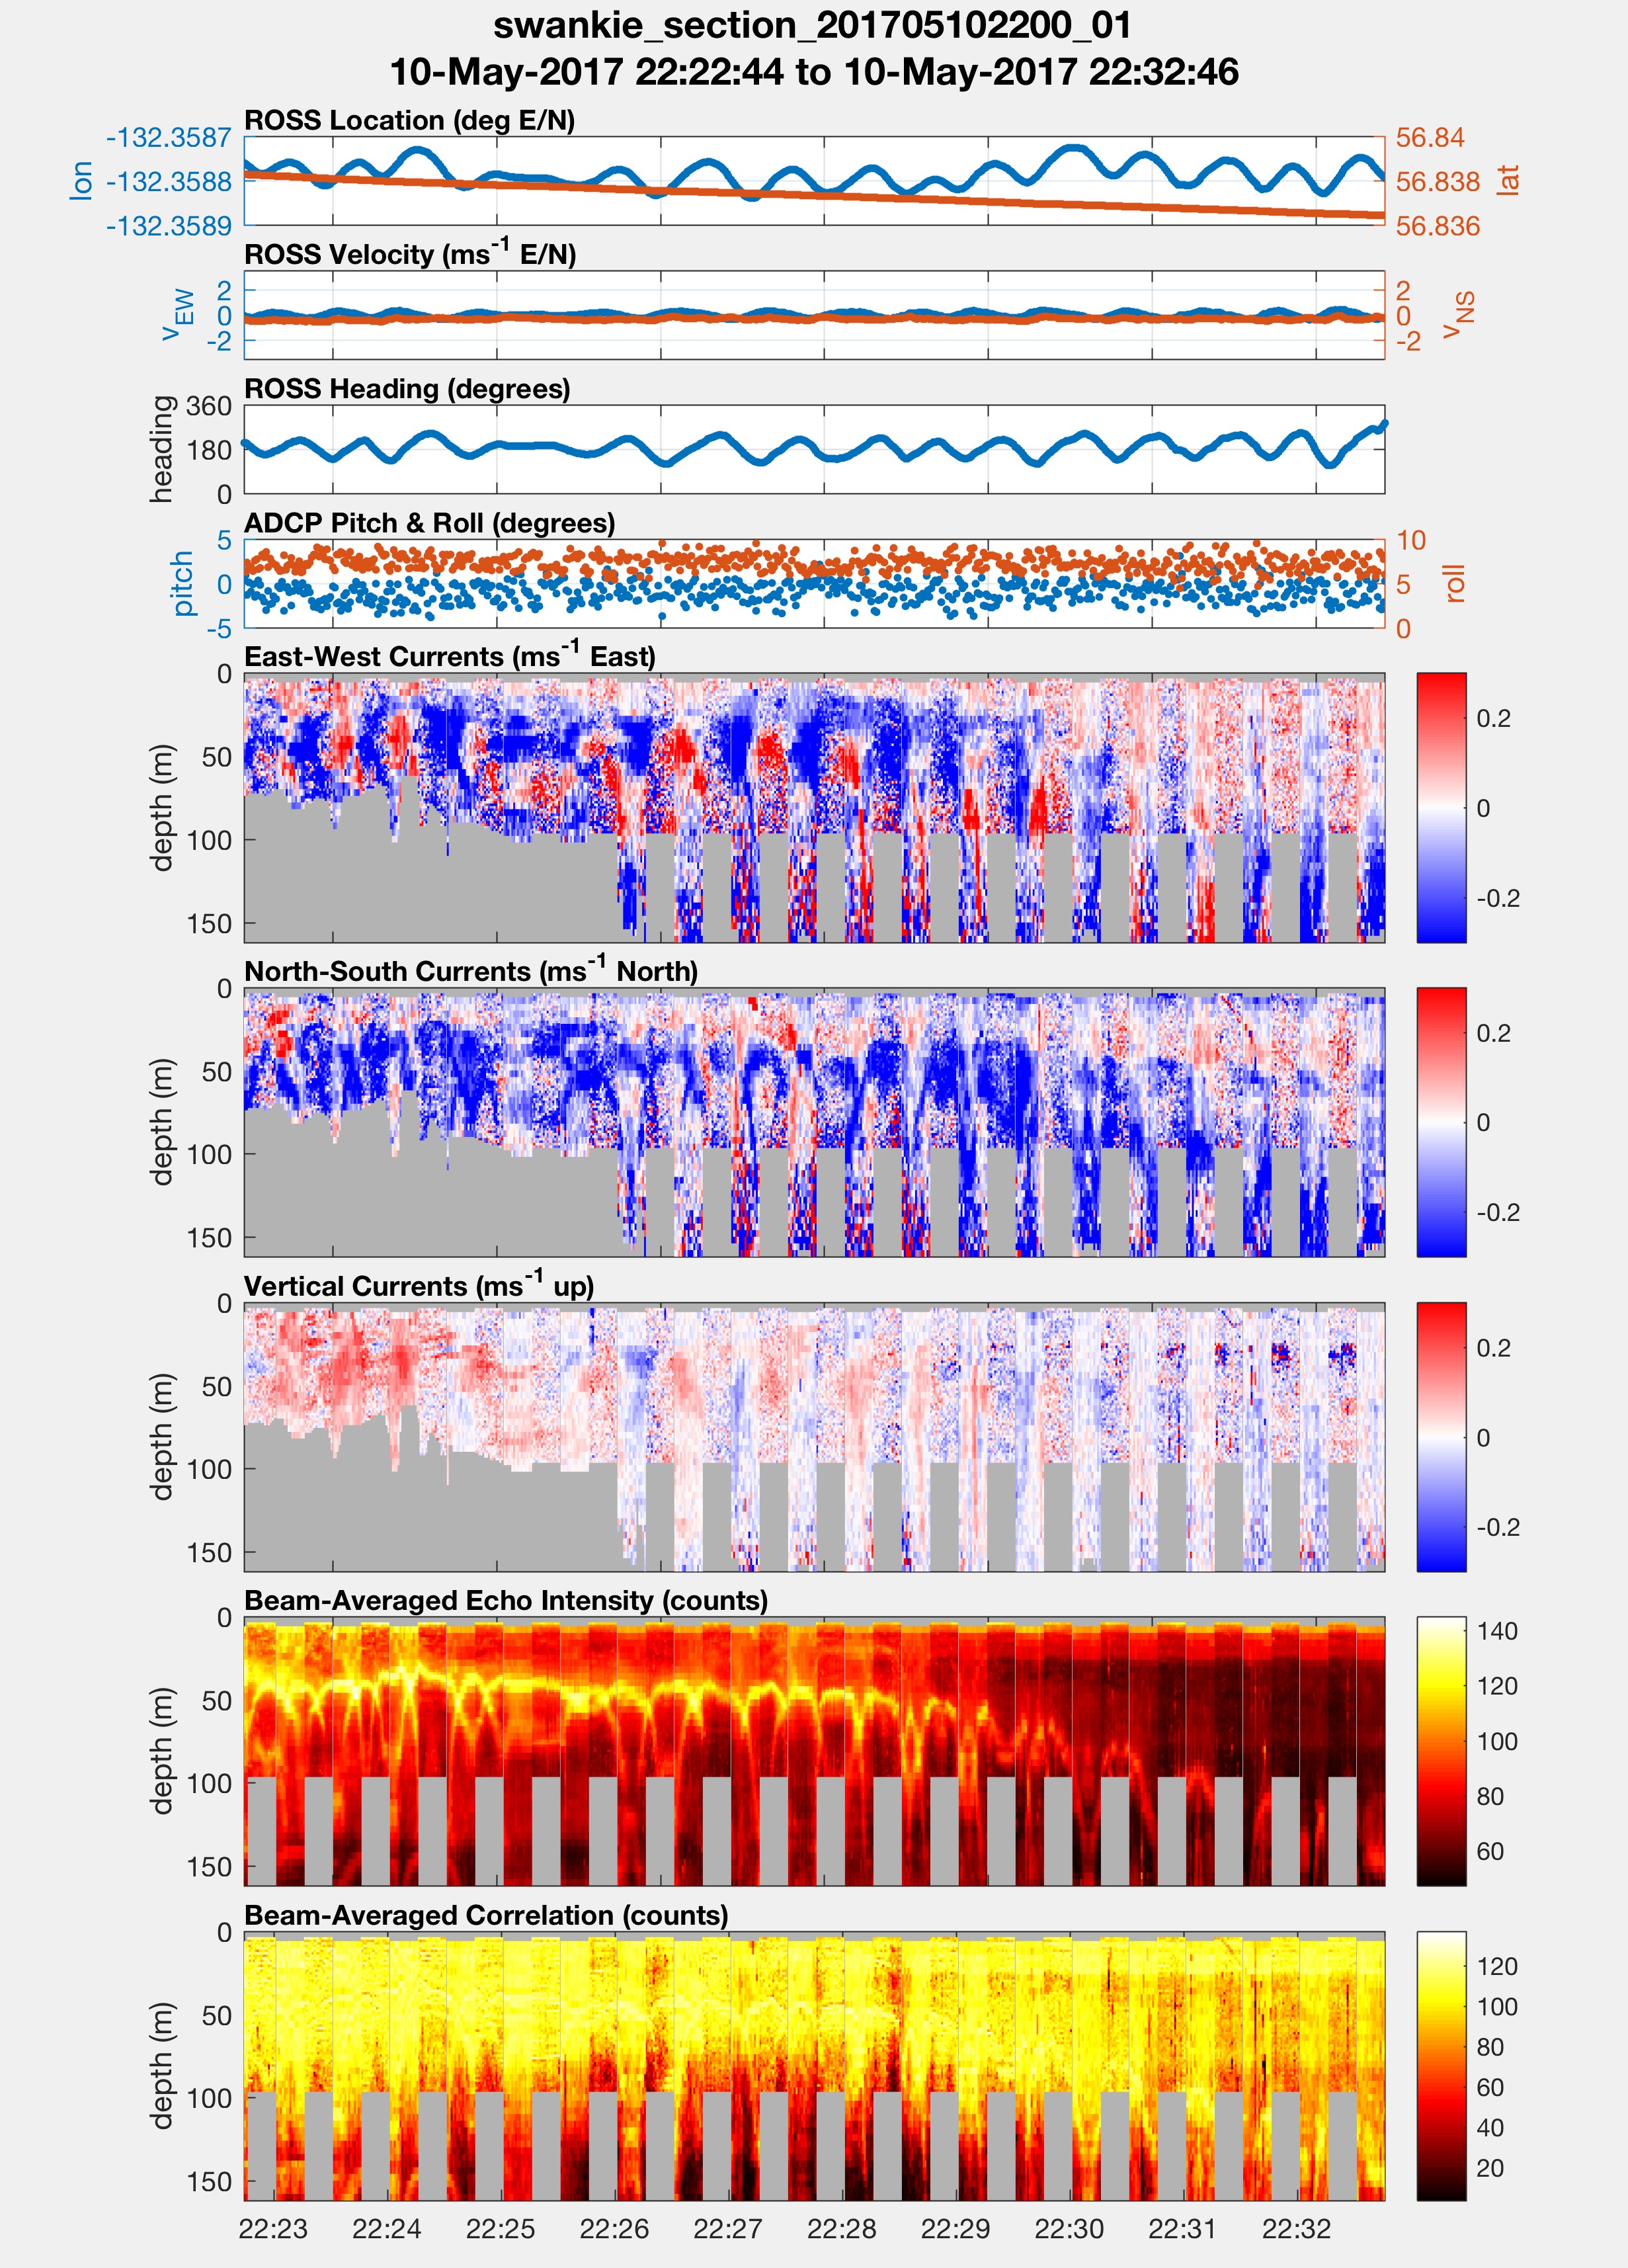 swankie_section_201705102200_01
10-May-2017 22:22:44 to 10-May-2017 22:32:46
ROSS Location (deg E/N)
-132.3587
-132.3588
-132.3589
lon
56.84
56.838
56.836
lat
ROSS Velocity (ms-1 E/N)
2
0
-2
vEW
2
0
-2
vNS
ROSS Heading (degrees)
360
180
0
heading
ADCP Pitch & Roll (degrees)
5
0
-5
pitch
10
5
0
roll
East-West Currents (ms-1 East)
0
50
100
150
depth (m)
0.2
0
-0.2
North-South Currents (ms-1 North)
0
50
100
150
depth (m)
0.2
0
-0.2
Vertical Currents (ms-1 up)
0
50
100
150
depth (m)
0.2
0
-0.2
Beam-Averaged Echo Intensity (counts)
0
50
100
150
depth (m)
140
120
100
80
60
Beam-Averaged Correlation (counts)
0
50
100
150
depth (m)
120
100
80
60
40
20
22:23 22:24 22:25 22:26 22:27 22:28 22:29 22:30 22:31 22:32